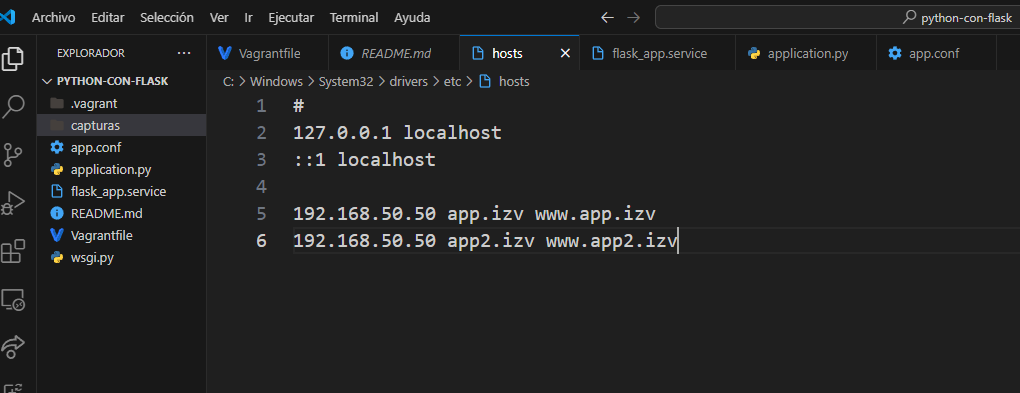 Archivo Editar Selección Ver Ir Ejecutar Terminal Ayuda python-con-flask
EXPLORADOR
Vagrantfile README.md hosts flask_app.service application.py app.conf
PYTHON-CON-FLASK
.vagrant
capturas
app.conf
application.py
flask_app.service
README.md
Vagrantfile
wsgi.py
C: > Windows > System32 > drivers > etc > hosts
1 #
2 127.0.0.1 localhost
3 ::1 localhost
4
5 192.168.50.50 app.izv www.app.izv
6 192.168.50.50 app2.izv www.app2.izv